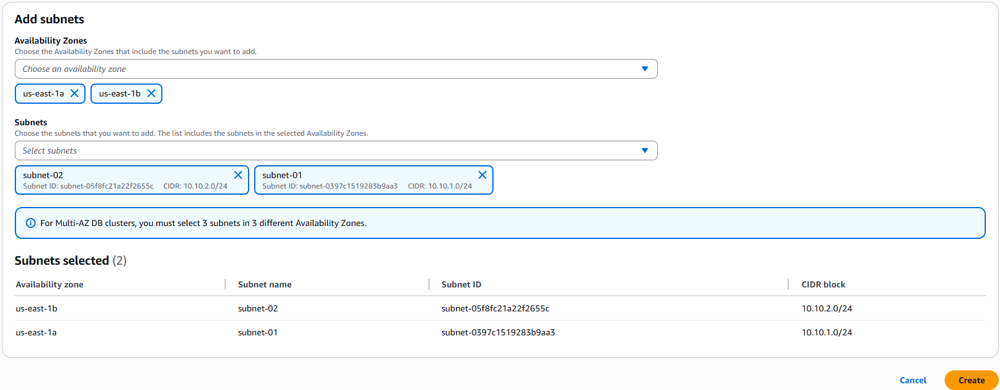 Add subnets
Availability Zones
Choose the Availability Zones that include the subnets you want to add.
Choose an availability zone
us-east-1a us-east-1b
Subnets
Choose the subnets that you want to add. The list includes the subnets in the selected Availability Zones.
Select subnets
subnet-02 subnet-01
Subnet ID: subnet-05f8fc21a22f2655c CIDR: 10.10.2.0/24 Subnet ID: subnet-0397c1519283b9aa3 CIDR: 10.10.1.0/24
For Multi-AZ DB clusters, you must select 3 subnets in 3 different Availability Zones.
Subnets selected (2)
Availability zone Subnet name Subnet ID CIDR block
us-east-1b subnet-02 subnet-05f8fc21a22f2655c 10.10.2.0/24
us-east-1a subnet-01 subnet-0397c1519283b9aa3 10.10.1.0/24
Cancel Create